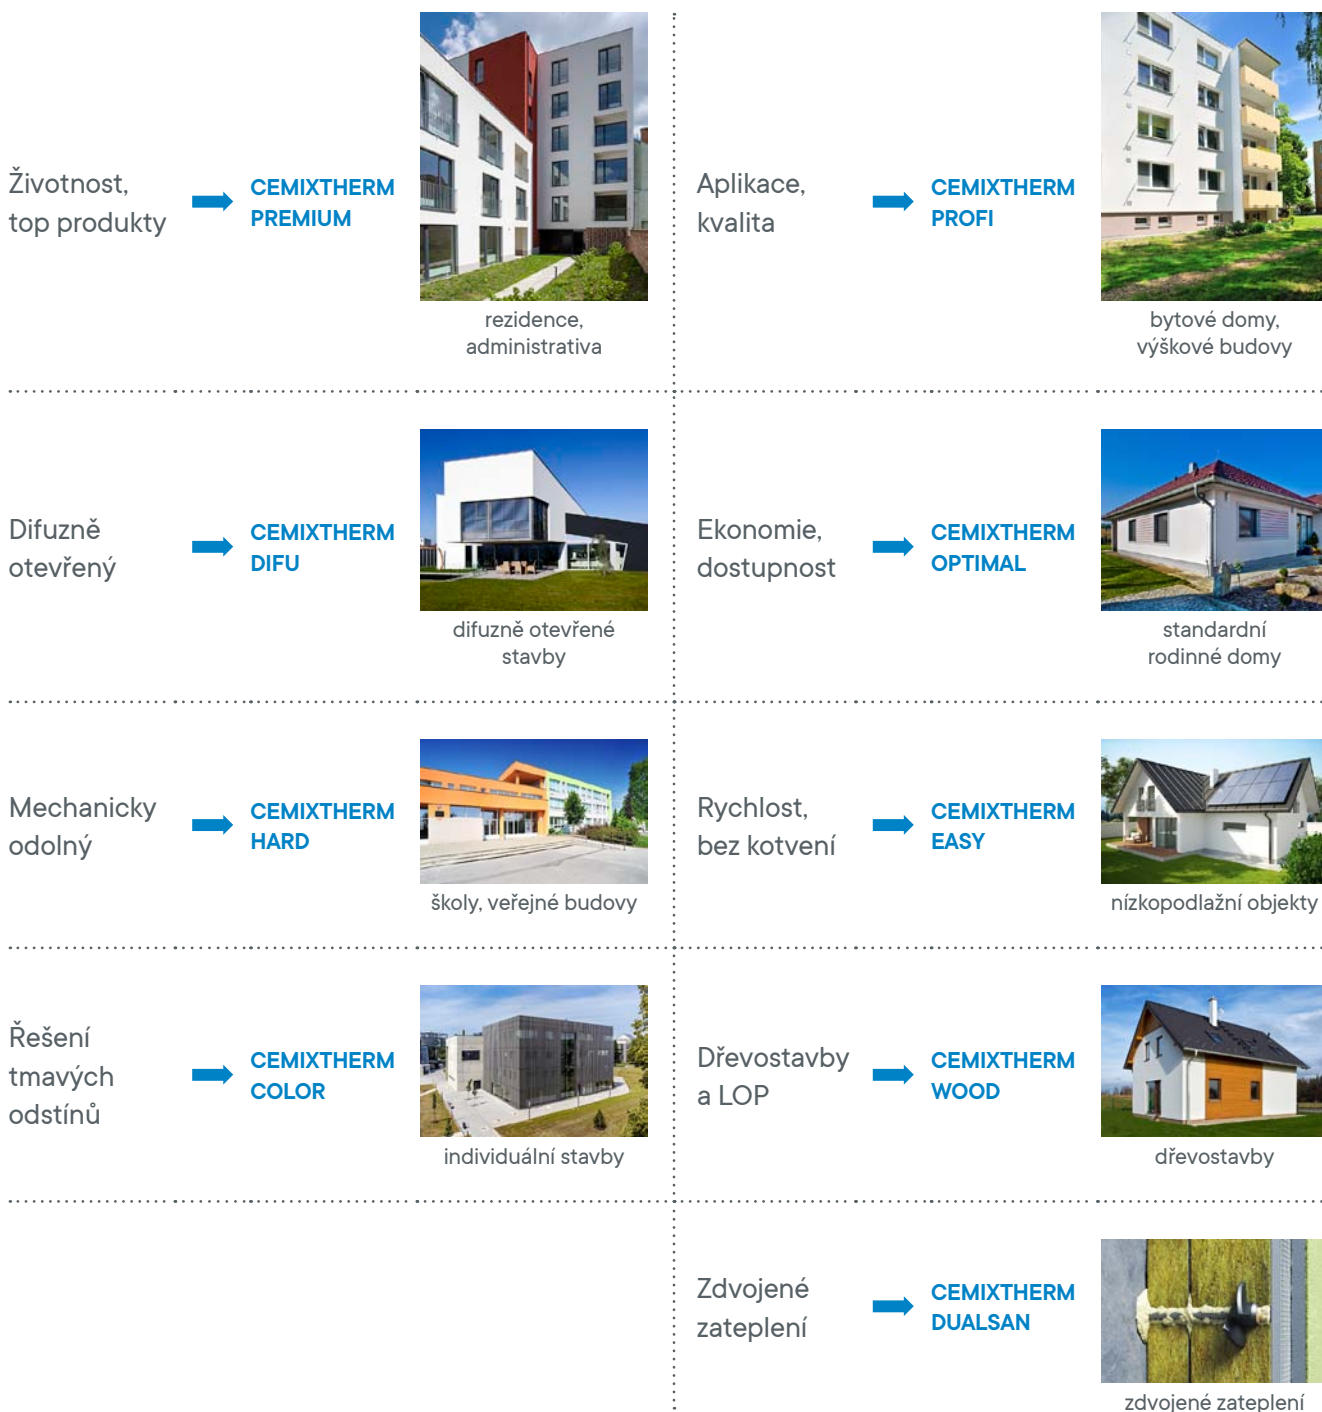 Životnost,
top produkty
CEMIXTHERM
PREMIUM
rezidence,
administrativa
Aplikace,
kvalita
CEMIXTHERM
PROFI
bytové domy,
výškové budovy
Difuzně
otevřený
CEMIXTHERM
DIFU
difuzně otevřené
stavby
Ekonomie,
dostupnost
CEMIXTHERM
OPTIMAL
standardní
rodinné domy
Mechanicky
odolný
CEMIXTHERM
HARD
školy, veřejné budovy
Rychlost,
bez kotvení
CEMIXTHERM
EASY
nízkopodlažní objekty
Řešení
tmavých
odstínů
CEMIXTHERM
COLOR
individuální stavby
Dřevostavby
a LOP
CEMIXTHERM
WOOD
dřevostavby
Zdvojené
zateplení
CEMIXTHERM
DUALSAN
zdvojené zateplení